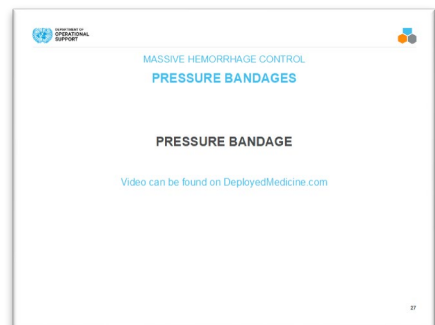 DEPARTMENT OF
OPERATIONAL
SUPPORT
MASSIVE HEMORRHAGE CONTROL
PRESSURE BANDAGES
PRESSURE BANDAGE
Video can be found on DeployedMedicine.com
27